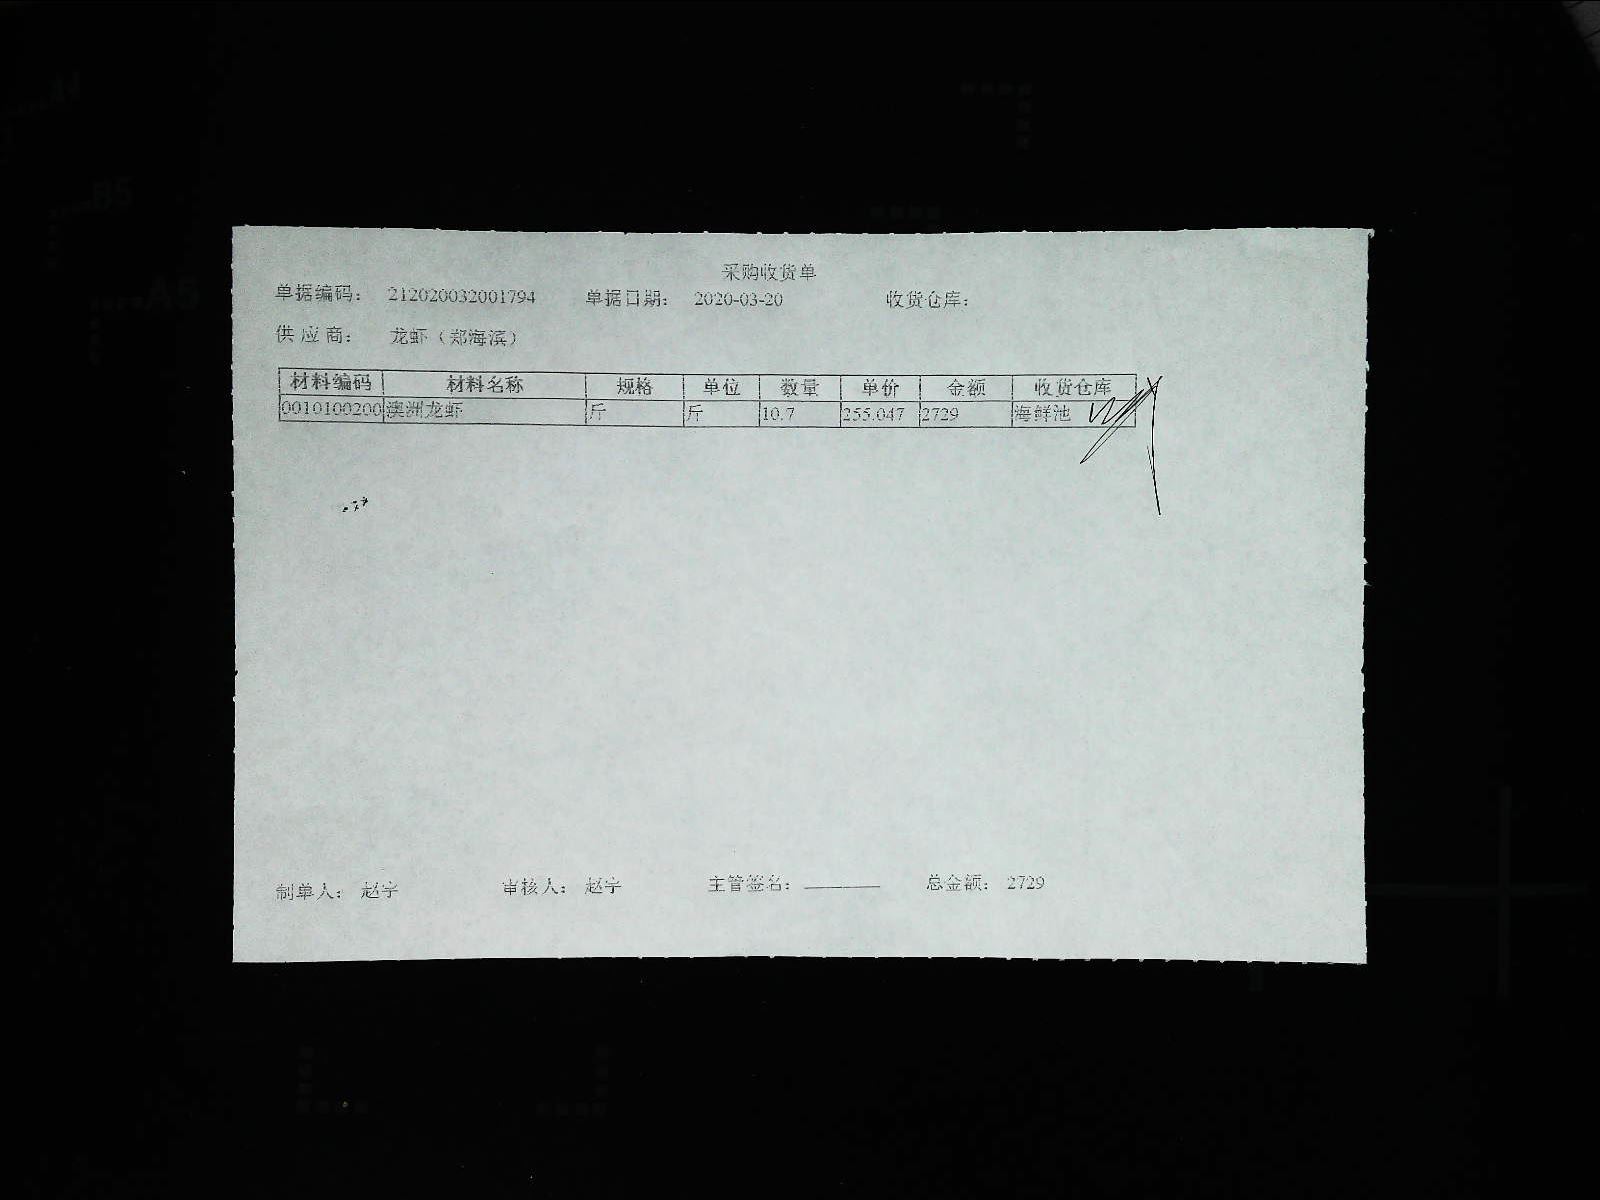 采购收货单
单据编码： 212020032001794 单据日期： 2020-03-20 收货仓库：
供应商： 龙虾（郑海滨）
材料编码 材料名称 规格 单位 数量 单价 金额 收货仓库
0010100200 澳洲龙虾 斤 斤 10.7 255.047 2729 海鲜池
制单人： 赵宇 审核人： 赵宇 主管签名： 总金额： 2729
B5
A5